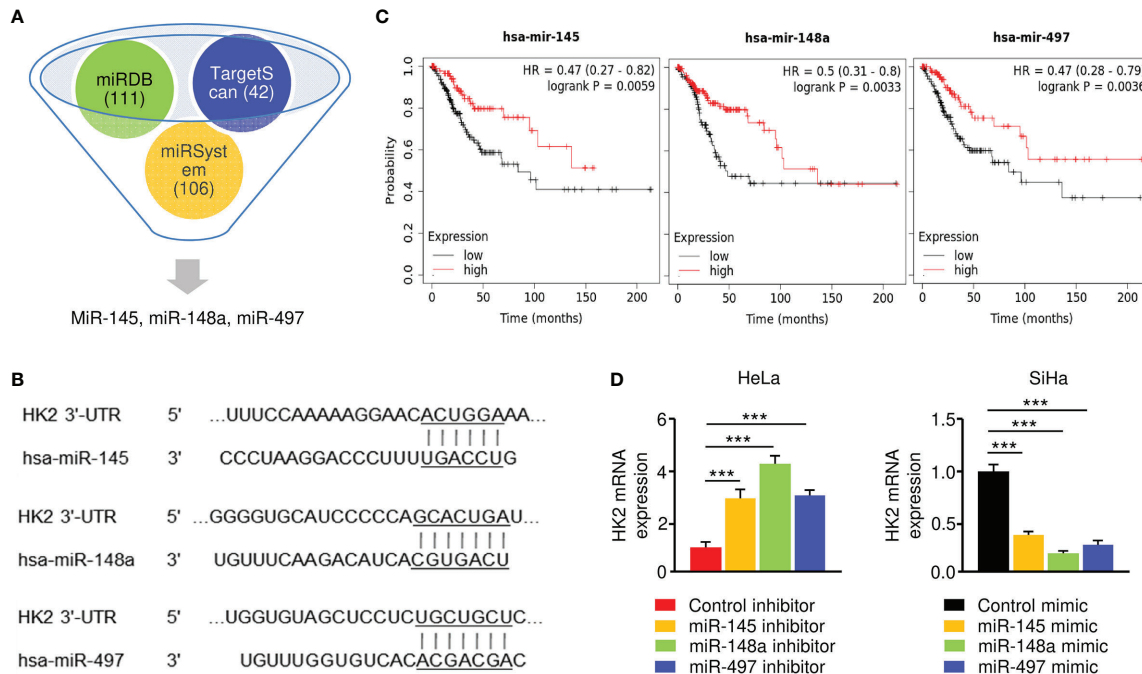 A
miRDB
(111)
TargetS
can (42)
miRSyst
em
(106)
MiR-145, miR-148a, miR-497
B
HK2 3'-UTR 5' ...UUUCCAAAAAGGAACACUGGAAA...
hsa-miR-145 3' CCCUAAGGACCCUUUUGACCUG
HK2 3'-UTR 5' ...GGGGUGCAUCCCCCAGCACUGAU...
hsa-miR-148a 3' UGUUUCAAGACAUCACGUGACU
HK2 3'-UTR 5' ...UGGUGUAGCUCCUCUGCUGCUC...
hsa-miR-497 3' UGUUUGGUGUCACACGACGAC
C
hsa-mir-145
HR = 0.47 (0.27 - 0.82)
logrank P = 0.0059
Probability
1.0
0.8
0.6
0.4
0.2
0.0
Expression
low
high
0 50 100 150 200
Time (months)
hsa-mir-148a
HR = 0.5 (0.31 - 0.8)
logrank P = 0.0033
Expression
low
high
0 50 100 150 200
Time (months)
hsa-mir-497
HR = 0.47 (0.28 - 0.79
logrank P = 0.0036
Expression
low
high
0 50 100 150 200
Time (months)
D
HeLa
HK2 mRNA
expression
6
4
2
0
***
***
***
Control inhibitor
miR-145 inhibitor
miR-148a inhibitor
miR-497 inhibitor
SiHa
HK2 mRNA
expression
1.0
0.5
0.0
***
***
***
Control mimic
miR-145 mimic
miR-148a mimic
miR-497 mimic